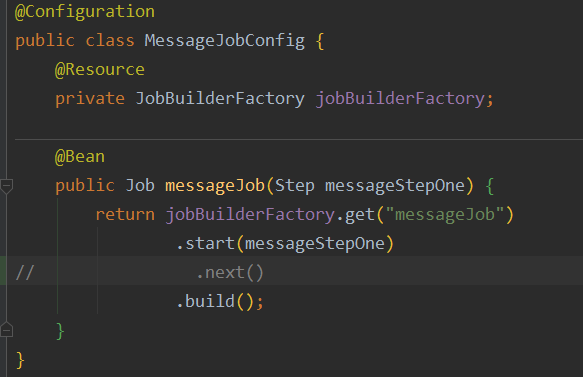 @Configuration
public class MessageJobConfig {
    @Resource
    private JobBuilderFactory jobBuilderFactory;
    @Bean
    public Job messageJob(Step messageStepOne) {
        return jobBuilderFactory.get("messageJob")
                .start(messageStepOne)
//                .next()
                .build();
    }
}